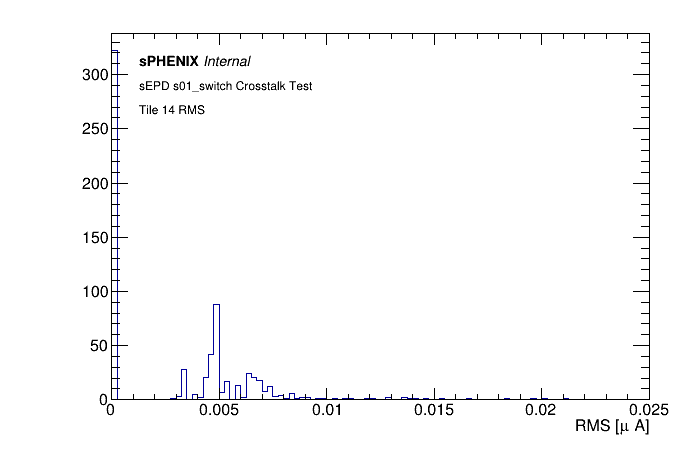 sPHENIX Internal
sEPD s01_switch Crosstalk Test
Tile 14 RMS
300
250
200
150
100
50
0
0 0.005 0.01 0.015 0.02 0.025
RMS [μ A]